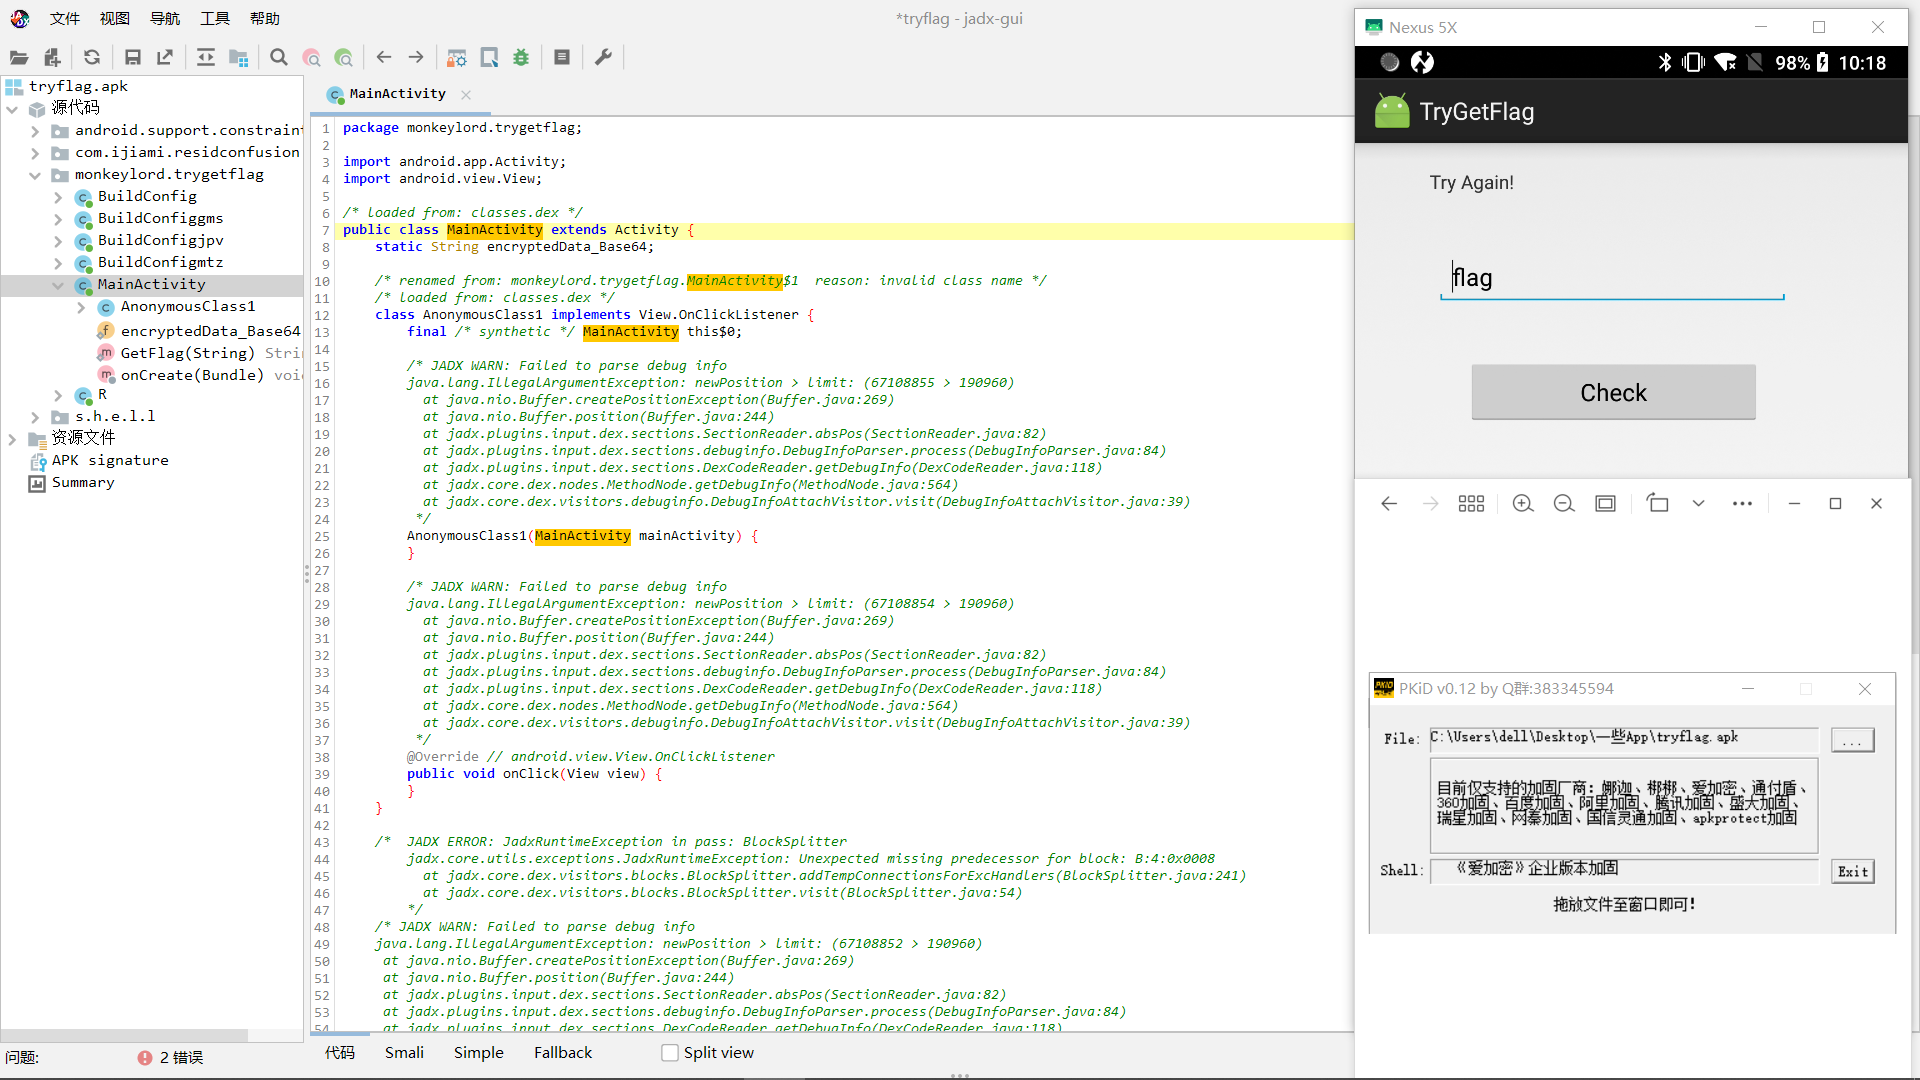 文件 视图 导航 工具 帮助
*tryflag - jadx-gui
tryflag.apk
源代码
android.support.constrain
com.ijiami.residconfusion
monkeylord.trygetflag
BuildConfig
BuildConfiggms
BuildConfigjpv
BuildConfigmtz
MainActivity
AnonymousClass1
encryptedData_Base64
GetFlag(String) Stri
onCreate(Bundle) voi
R
s.h.e.l.l
资源文件
APK signature
Summary
问题: 2 错误
MainActivity
1 package monkeylord.trygetflag;
2
3 import android.app.Activity;
4 import android.view.View;
5
6 /* loaded from: classes.dex */
7 public class MainActivity extends Activity {
8 static String encryptedData_Base64;
9
10 /* renamed from: monkeylord.trygetflag.MainActivity$1 reason: invalid class name */
11 /* loaded from: classes.dex */
12 class AnonymousClass1 implements View.OnClickListener {
13 final /* synthetic */ MainActivity this$0;
14
15 /* JADX WARN: Failed to parse debug info
16 java.lang.IllegalArgumentException: newPosition > limit: (67108855 > 190960)
17 at java.nio.Buffer.createPositionException(Buffer.java:269)
18 at java.nio.Buffer.position(Buffer.java:244)
19 at jadx.plugins.input.dex.sections.SectionReader.absPos(SectionReader.java:82)
20 at jadx.plugins.input.dex.sections.debuginfo.DebugInfoParser.process(DebugInfoParser.java:84)
21 at jadx.plugins.input.dex.sections.DexCodeReader.getDebugInfo(DexCodeReader.java:118)
22 at jadx.core.dex.nodes.MethodNode.getDebugInfo(MethodNode.java:564)
23 at jadx.core.dex.visitors.debuginfo.DebugInfoAttachVisitor.visit(DebugInfoAttachVisitor.java:39)
24 */
25 AnonymousClass1(MainActivity mainActivity) {
26 }
27
28 /* JADX WARN: Failed to parse debug info
29 java.lang.IllegalArgumentException: newPosition > limit: (67108854 > 190960)
30 at java.nio.Buffer.createPositionException(Buffer.java:269)
31 at java.nio.Buffer.position(Buffer.java:244)
32 at jadx.plugins.input.dex.sections.SectionReader.absPos(SectionReader.java:82)
33 at jadx.plugins.input.dex.sections.debuginfo.DebugInfoParser.process(DebugInfoParser.java:84)
34 at jadx.plugins.input.dex.sections.DexCodeReader.getDebugInfo(DexCodeReader.java:118)
35 at jadx.core.dex.nodes.MethodNode.getDebugInfo(MethodNode.java:564)
36 at jadx.core.dex.visitors.debuginfo.DebugInfoAttachVisitor.visit(DebugInfoAttachVisitor.java:39)
37 */
38 @Override // android.view.View.OnClickListener
39 public void onClick(View view) {
40 }
41 }
42
43 /* JADX ERROR: JadxRuntimeException in pass: BlockSplitter
44 jadx.core.utils.exceptions.JadxRuntimeException: Unexpected missing predecessor for block: B:4:0x0008
45 at jadx.core.dex.visitors.blocks.BlockSplitter.addTempConnectionsForExcHandlers(BlockSplitter.java:241)
46 at jadx.core.dex.visitors.blocks.BlockSplitter.visit(BlockSplitter.java:54)
47 */
48 /* JADX WARN: Failed to parse debug info
49 java.lang.IllegalArgumentException: newPosition > limit: (67108852 > 190960)
50 at java.nio.Buffer.createPositionException(Buffer.java:269)
51 at java.nio.Buffer.position(Buffer.java:244)
52 at jadx.plugins.input.dex.sections.SectionReader.absPos(SectionReader.java:82)
53 at jadx.plugins.input.dex.sections.debuginfo.DebugInfoParser.process(DebugInfoParser.java:84)
54 at jadx.plugins.input.dex.sections.DexCodeReader.getDebugInfo(DexCodeReader.java:118)
代码 Smali Simple Fallback Split view
Nexus 5X
98% 10:18
TryGetFlag
Try Again!
flag
Check
PKiD v0.12 by Q群:383345594
File: C:\Users\dell\Desktop\一些App\tryflag.apk ...
目前仅支持的加固厂商:娜迦、梆梆、爱加密、通付盾、
360加固、百度加固、阿里加固、腾讯加固、盛大加固、
瑞星加固、网秦加固、国信灵通加固、apkprotect加固
Shell: 《爱加密》企业版本加固 Exit
拖放文件至窗口即可!